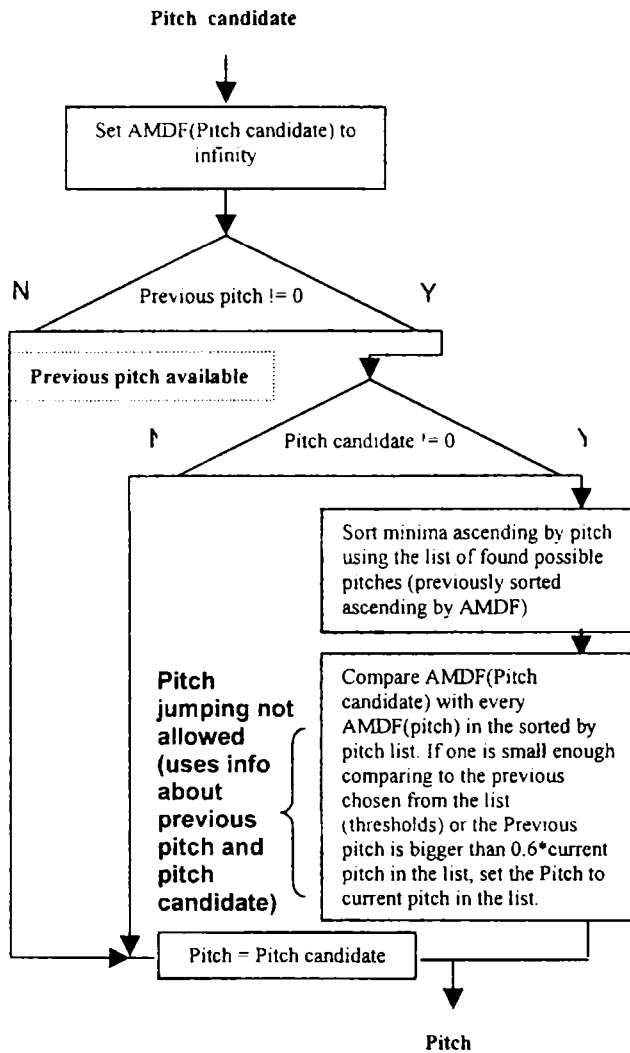 Pitch candidate
Set AMDF(Pitch candidate) to
infinity
N
Previous pitch != 0
Y
Previous pitch available
N
Pitch candidate != 0
Y
Sort minima ascending by pitch
using the list of found possible
pitches (previously sorted
ascending by AMDF)
Pitch
jumping not
allowed
(uses info
about
previous
pitch and
pitch
candidate)
Compare AMDF(Pitch
candidate) with every
AMDF(pitch) in the sorted by
pitch list. If one is small enough
comparing to the previous
chosen from the list
(thresholds) or the Previous
pitch is bigger than 0.6*current
pitch in the list, set the Pitch to
current pitch in the list.
Pitch = Pitch candidate
Pitch